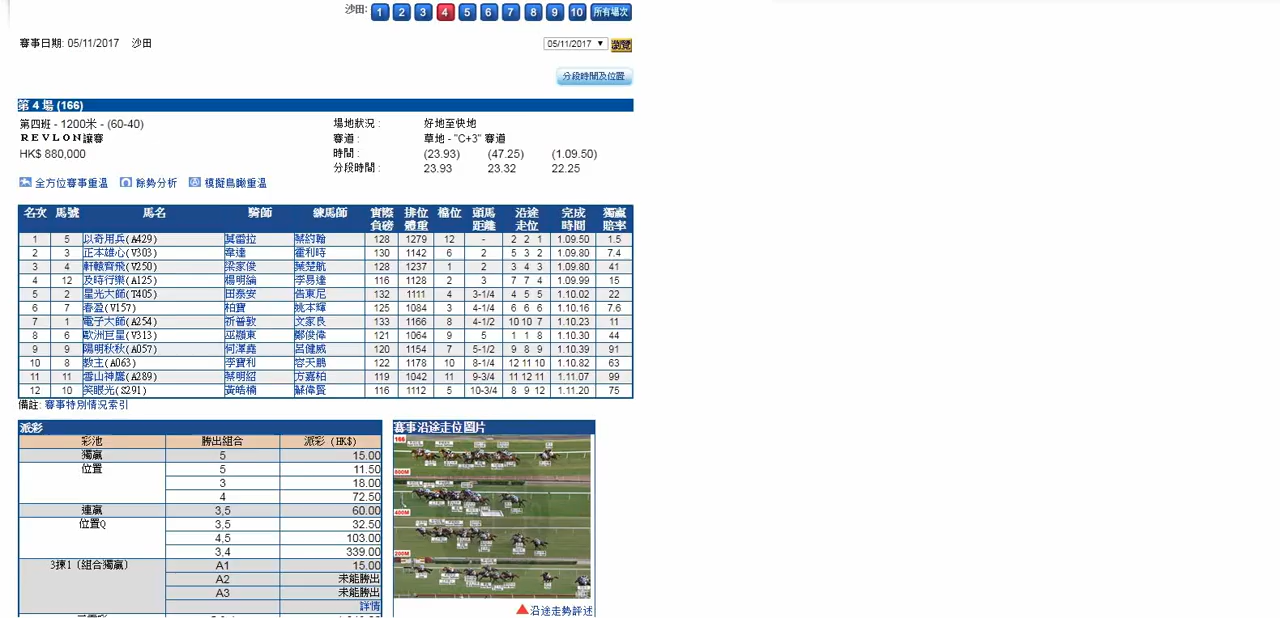 沙田: 1 2 3 4 5 6 7 8 9 10 所有場次
賽事日期: 05/11/2017 沙田
05/11/2017 ▼ 瀏覽
分段時間及位置
第 4 場 (166)
第四班 - 1200米 - (60-40) 場地狀況 : 好地至快地
ＲＥＶＬＯＮ讓賽 賽道 : 草地 - "C+3" 賽道
HK$ 880,000 時間 : (23.93) (47.25) (1.09.50)
分段時間 : 23.93 23.32 22.25
全方位賽事重溫 餘勢分析 模擬鳥瞰重溫
名次 馬號 馬名 騎師 練馬師 實際負磅 排位體重 檔位 頭馬距離 沿途走位 完成時間 獨贏賠率
1 5 以奇用兵(A429) 莫雷拉 蔡約翰 128 1279 12 - 2 2 1 1.09.50 1.5
2 3 正本雄心(V303) 韋達 霍利時 130 1142 6 2 5 3 2 1.09.80 7.4
3 4 軒轅齊飛(V250) 梁家俊 葉楚航 128 1237 1 2 3 4 3 1.09.80 41
4 12 及時行樂(A125) 楊明綸 李易達 116 1128 2 3 7 7 4 1.09.99 15
5 2 星光大師(T405) 田泰安 告東尼 132 1111 4 3-1/4 4 5 5 1.10.02 22
6 7 春盈(V157) 柏寶 姚本輝 125 1084 3 4-1/4 6 6 6 1.10.16 7.6
7 1 電子大師(A254) 祈普敦 文家良 133 1166 8 4-1/2 10 10 7 1.10.23 11
8 6 歐洲巨星(V313) 巫顯東 鄭俊偉 121 1064 9 5 1 1 8 1.10.30 44
9 9 陽明秋秋(A057) 何澤堯 呂健威 120 1154 7 5-1/2 9 8 9 1.10.39 91
10 8 教主(A063) 李寶利 容天鵬 122 1178 10 8-1/4 12 11 10 1.10.82 63
11 11 雪山神鷹(A289) 蔡明紹 方嘉柏 119 1042 11 9-3/4 11 12 11 1.11.07 99
12 10 笑眼光(S291) 黃皓楠 蘇偉賢 116 1112 5 10-3/4 8 9 12 1.11.20 75
備註: 賽事特別情況索引
派彩
彩池 勝出組合 派彩 (HK$)
獨贏 5 15.00
位置 5 11.50
3 18.00
4 72.50
連贏 3,5 60.00
位置Q 3,5 32.50
4,5 103.00
3,4 339.00
3揀1 (組合獨贏) A1 15.00
A2 未能勝出
A3 未能勝出
詳情
賽事沿途走位圖片
166
800M
400M
200M
沿途走勢評述